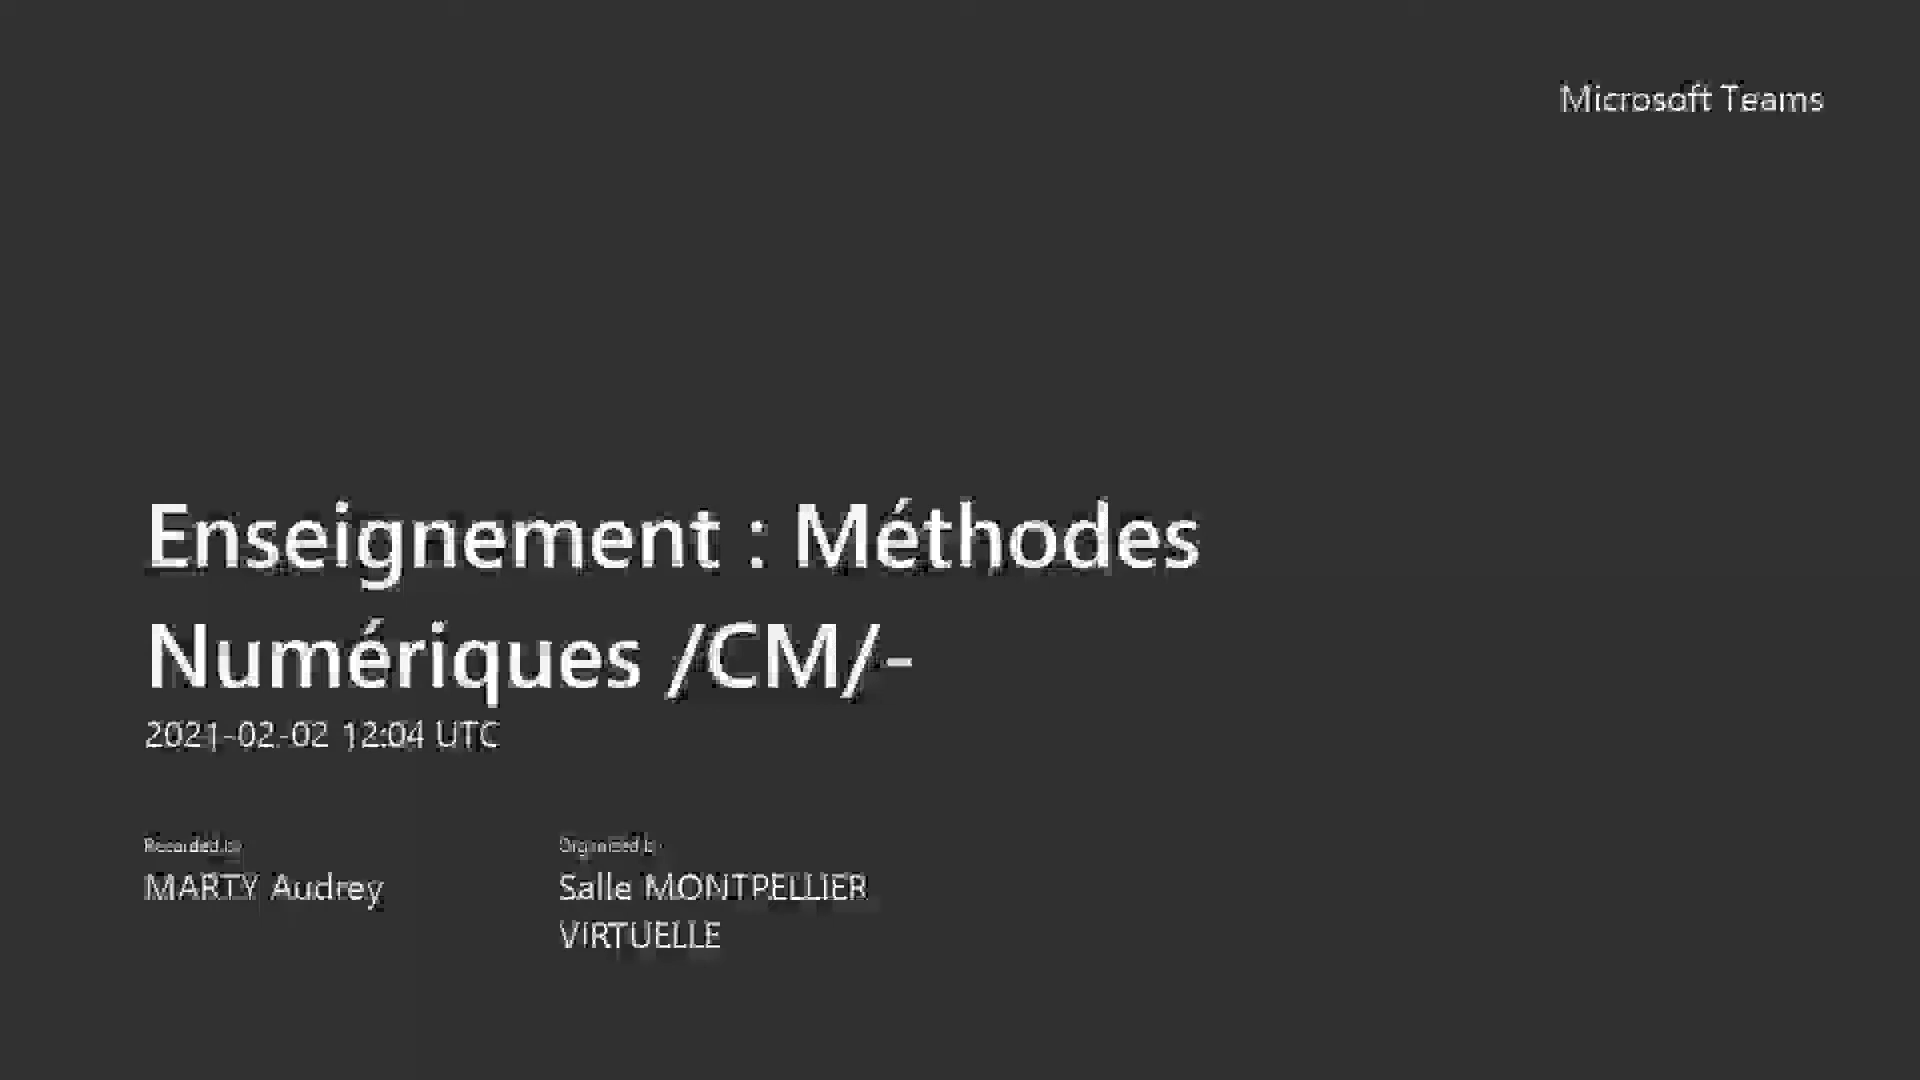 Microsoft Teams
Enseignement : Méthodes
Numériques /CM/-
2021-02-02 12:04 UTC
Recorded by
Organized by
MARTY Audrey
Salle MONTPELLIER
VIRTUELLE